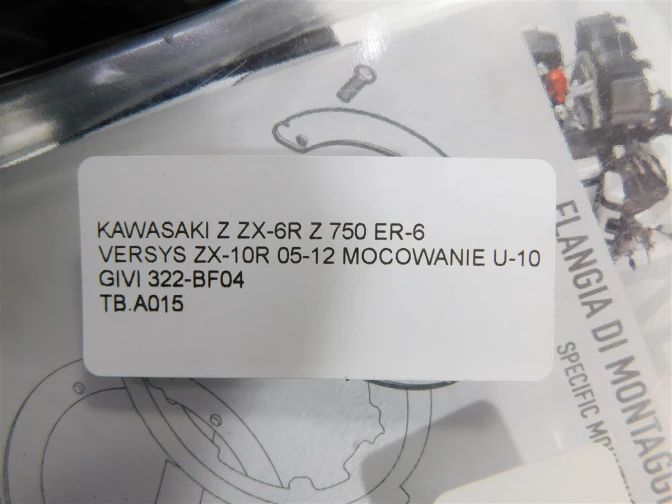 KAWASAKI Z ZX-6R Z 750 ER-6
VERSYS ZX-10R 05-12 MOCOWANIE U-10
GIVI 322-BF04
TB.A015
FLANGIA DI MONTAGG
SPECIFIC